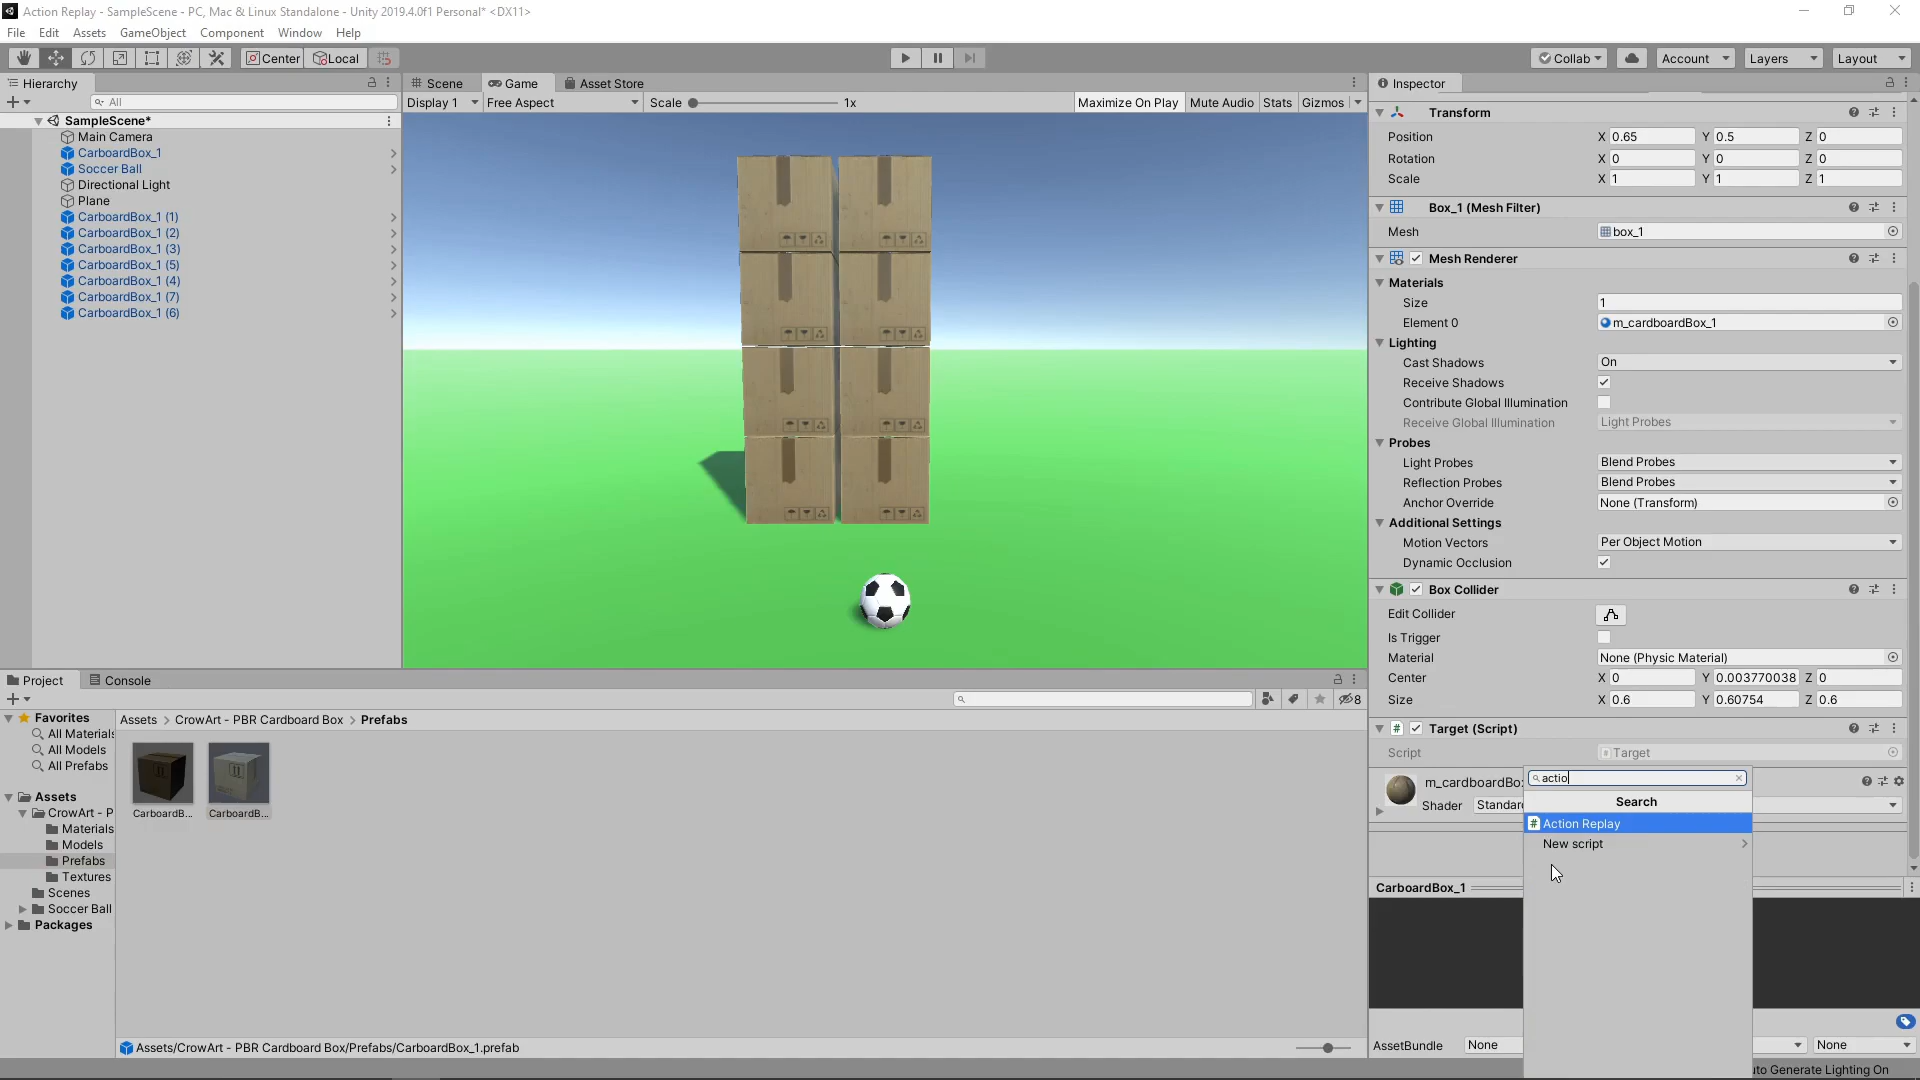 Action Replay - SampleScene - PC, Mac & Linux Standalone - Unity 2019.4.0f1 Personal* <DX11>
File Edit Assets GameObject Component Window Help
Center Local
Collab Account Layers Layout
Hierarchy
All
SampleScene*
Main Camera
CarboardBox_1
Soccer Ball
Directional Light
Plane
CarboardBox_1 (1)
CarboardBox_1 (2)
CarboardBox_1 (3)
CarboardBox_1 (5)
CarboardBox_1 (4)
CarboardBox_1 (7)
CarboardBox_1 (6)
Scene Game Asset Store
Display 1 Free Aspect Scale 1x Maximize On Play Mute Audio Stats Gizmos
Inspector
Transform
Position X 0.65 Y 0.5 Z 0
Rotation X 0 Y 0 Z 0
Scale X 1 Y 1 Z 1
Box_1 (Mesh Filter)
Mesh box_1
Mesh Renderer
Materials
Size 1
Element 0 m_cardboardBox_1
Lighting
Cast Shadows On
Receive Shadows
Contribute Global Illumination
Receive Global Illumination Light Probes
Probes
Light Probes Blend Probes
Reflection Probes Blend Probes
Anchor Override None (Transform)
Additional Settings
Motion Vectors Per Object Motion
Dynamic Occlusion
Box Collider
Edit Collider
Is Trigger
Material None (Physic Material)
Center X 0 Y 0.003770038 Z 0
Size X 0.6 Y 0.60754 Z 0.6
# Target (Script)
Script Target
m_cardboardBo
Shader Standar
actio
Search
# Action Replay
New script
CarboardBox_1
AssetBundle None None
uto Generate Lighting On
Project Console
8
Favorites
All Materials
All Models
All Prefabs
Assets
CrowArt - P
Materials
Models
Prefabs
Textures
Scenes
Soccer Ball
Packages
Assets > CrowArt - PBR Cardboard Box > Prefabs
CarboardB... CarboardB...
Assets/CrowArt - PBR Cardboard Box/Prefabs/CarboardBox_1.prefab